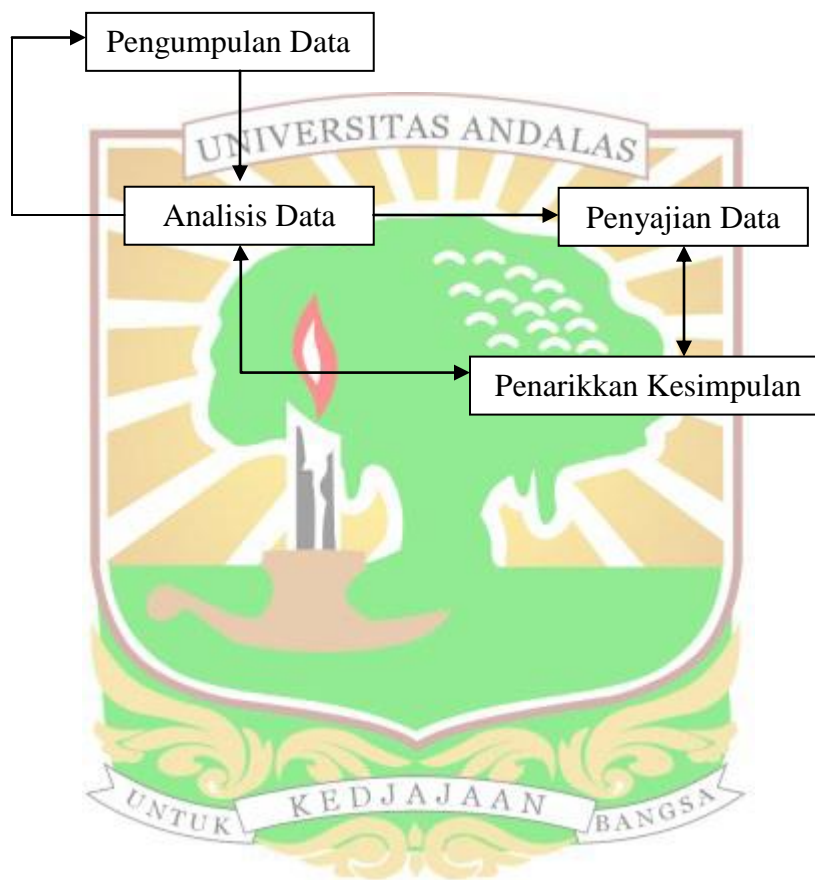 Pengumpulan Data
UNIVERSITAS ANDALAS
Analisis Data
Penyajian Data
Penarikkan Kesimpulan
UNTUK KEDJAJAAN BANGSA